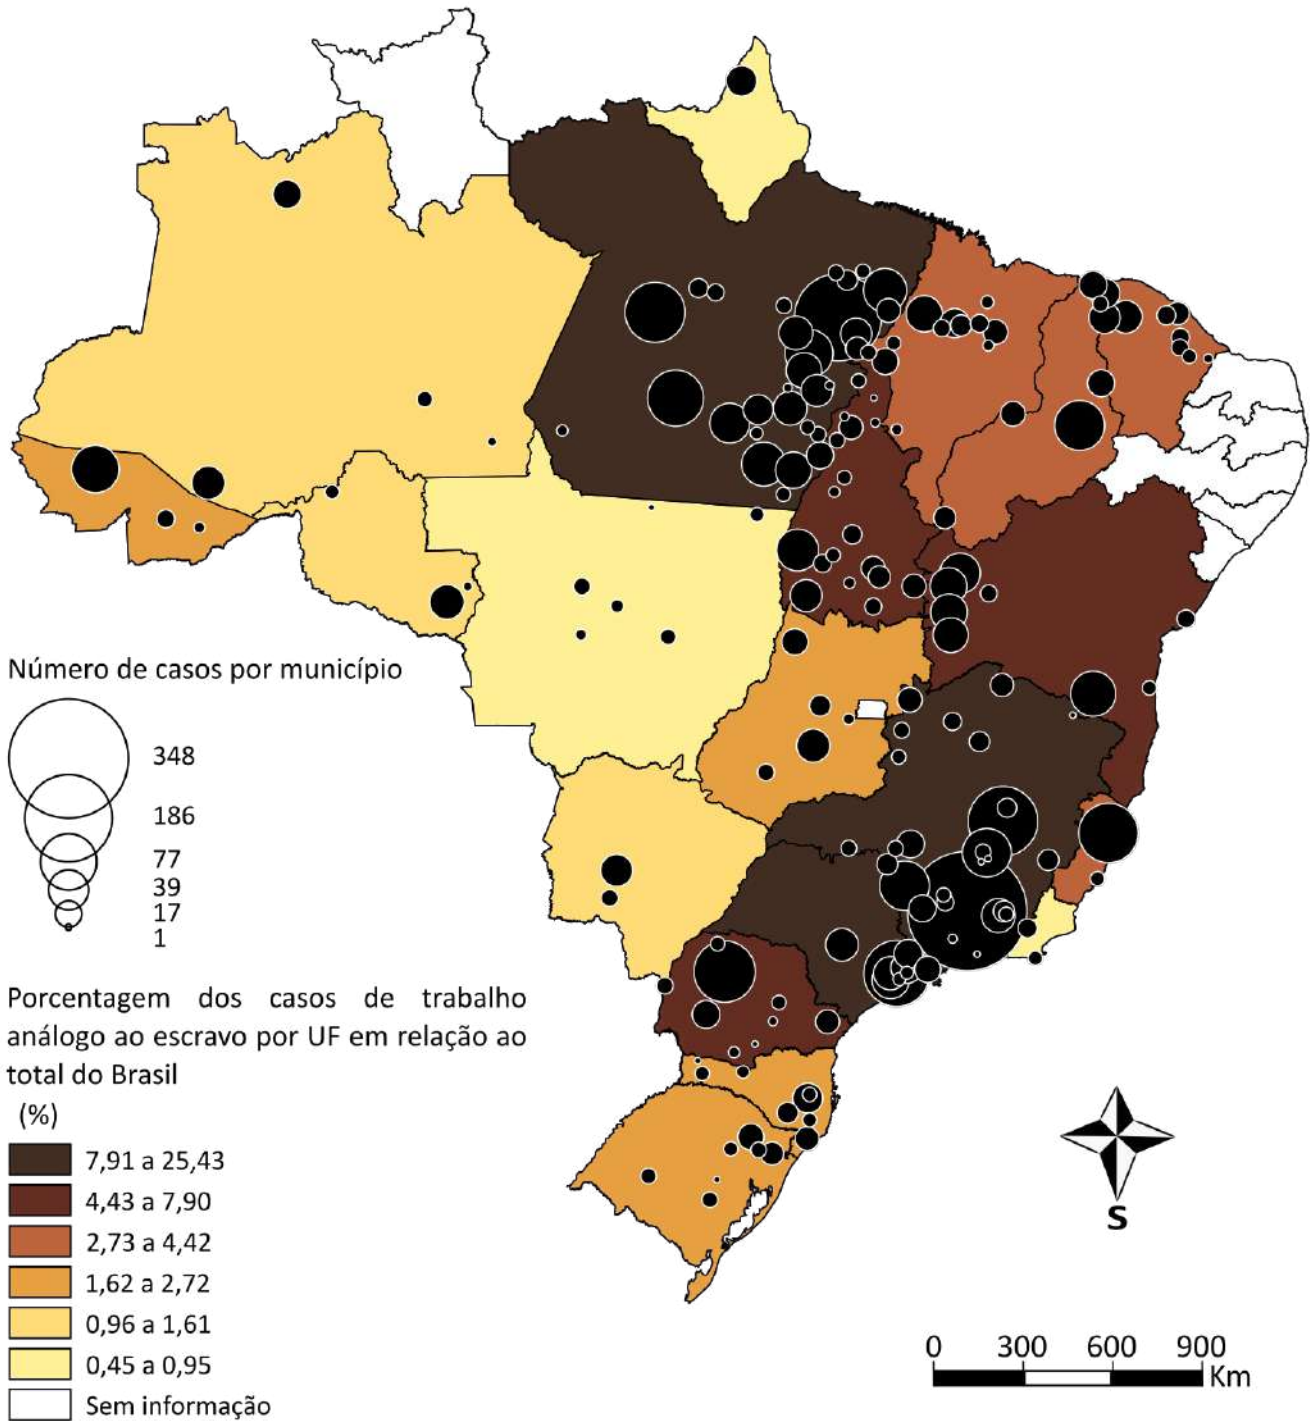 Número de casos por município
348
186
77
39
17
1
Porcentagem dos casos de trabalho
análogo ao escravo por UF em relação ao
total do Brasil
(%)
7,91 a 25,43
4,43 a 7,90
2,73 a 4,42
1,62 a 2,72
0,96 a 1,61
0,45 a 0,95
Sem informação
S
0 300 600 900
Km